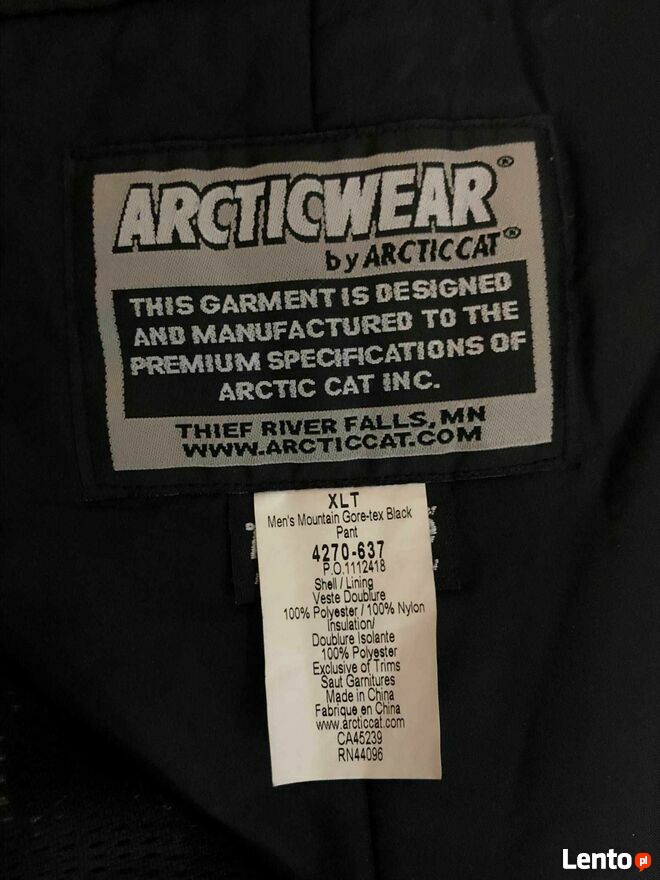 ARCTICWEAR®
by ARCTIC CAT®
THIS GARMENT IS DESIGNED
AND MANUFACTURED TO THE
PREMIUM SPECIFICATIONS OF
ARCTIC CAT INC.
THIEF RIVER FALLS, MN
WWW.ARCTICCAT.COM
XLT
Men's Mountain Gore-tex Black
Pant
4270-637
P.O.1112418
Shell / Lining
Veste Doublure
100% Polyester / 100% Nylon
Insulation/
Doublure Isolante
100% Polyester
Exclusive of Trims
Saut Garnitures
Made in China
Fabrique en China
www.arcticcat.com
CA45239
RN44096
Lento pl